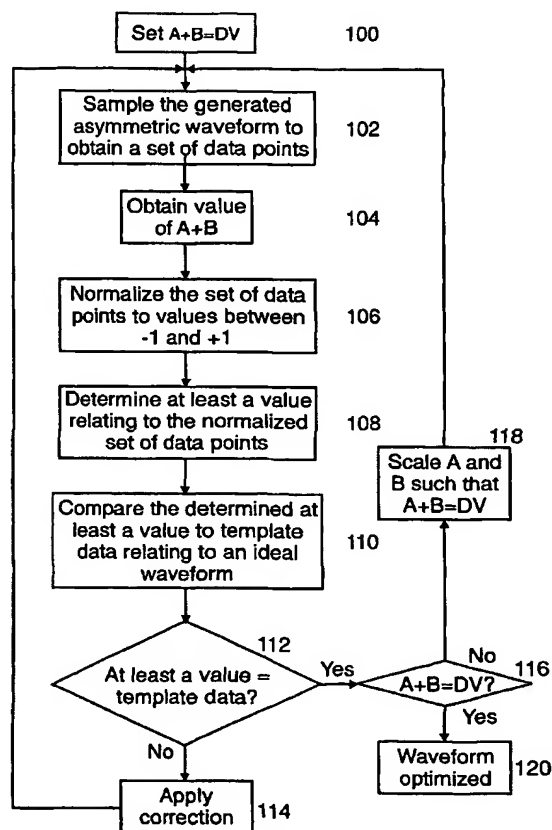 Set A+B=DV
100
Sample the generated
asymmetric waveform to
obtain a set of data points
102
Obtain value
of A+B
104
Normalize the set of data
points to values between
-1 and +1
106
Determine at least a value
relating to the normalized
set of data points
108
Compare the determined at
least a value to template
data relating to an ideal
waveform
110
118
Scale A and
B such that
A+B=DV
112
At least a value =
template data?
Yes
No
No
116
A+B=DV?
Yes
Apply
correction
114
Waveform
optimized
120